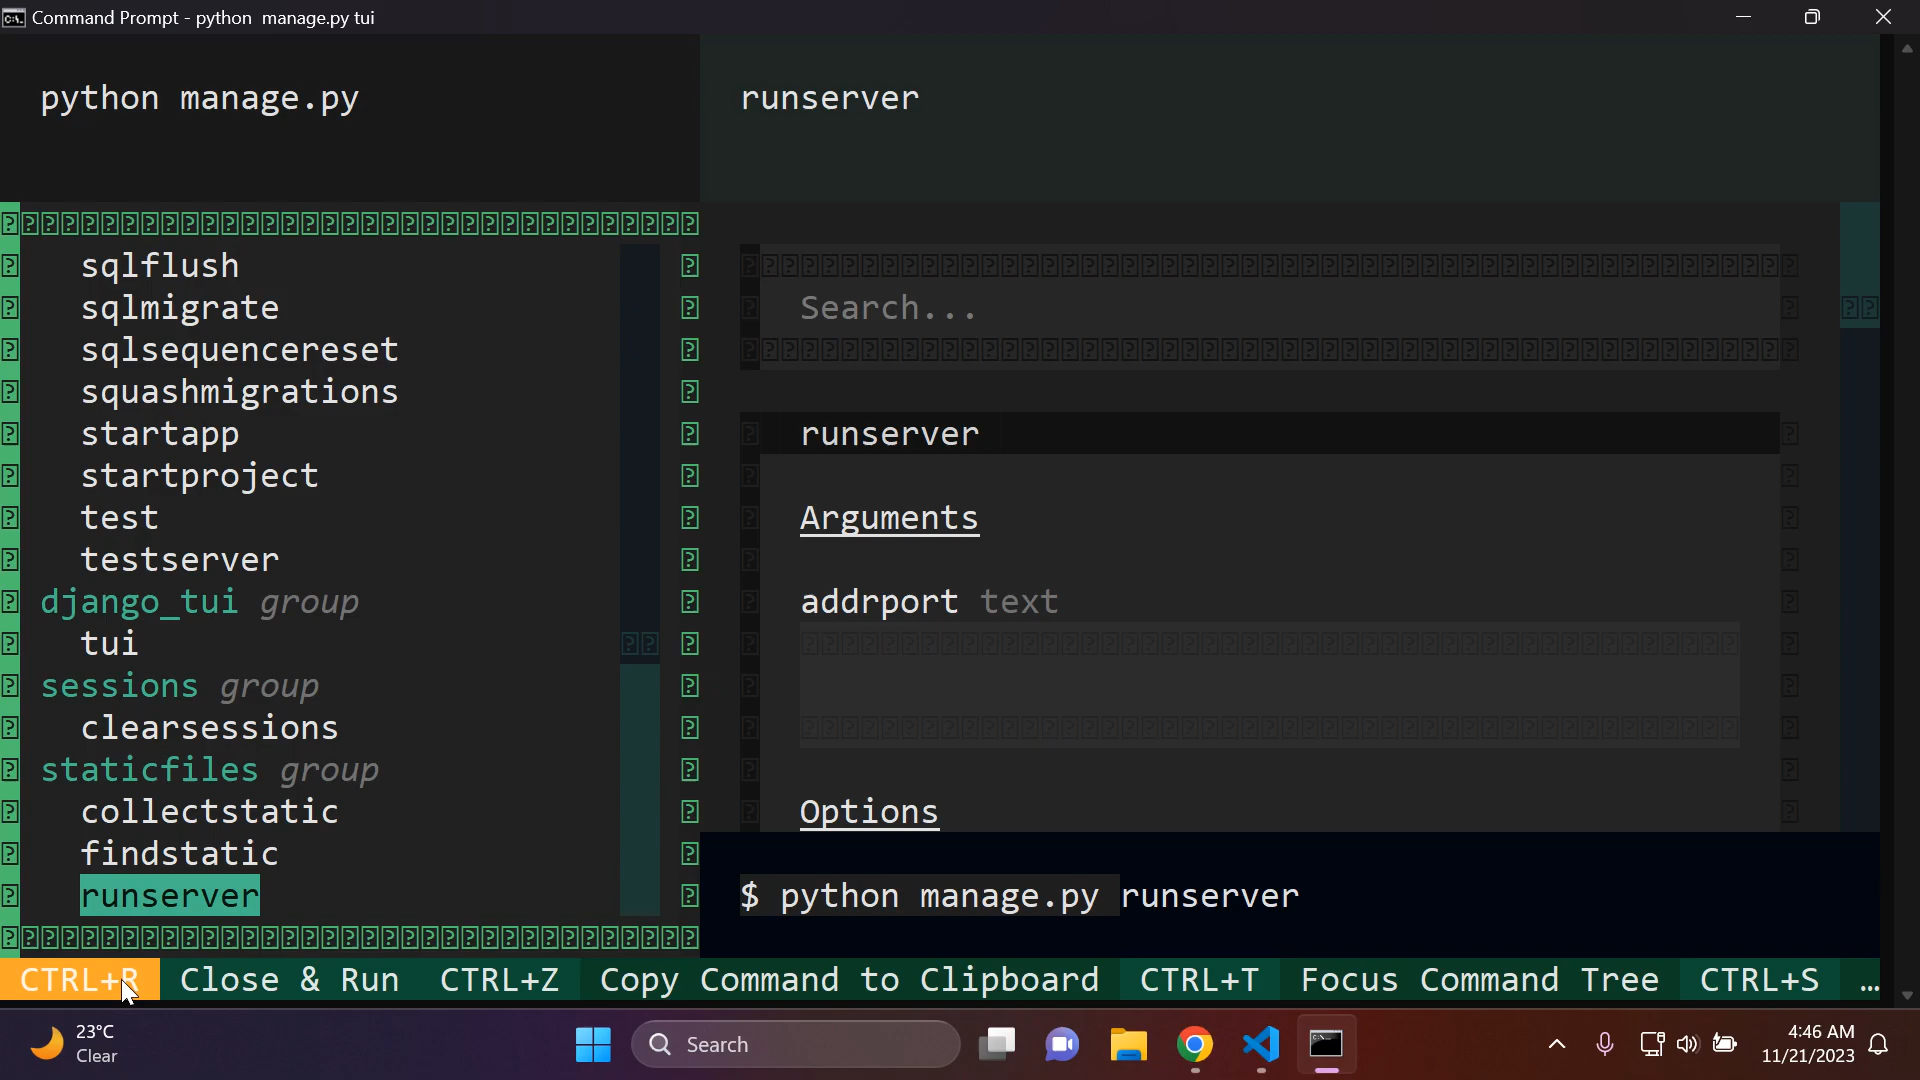 Command Prompt - python  manage.py tui
python manage.py
runserver
sqlflush
sqlmigrate
sqlsequencereset
squashmigrations
startapp
startproject
test
testserver
django_tui group
tui
sessions group
clearsessions
staticfiles group
collectstatic
findstatic
runserver
Search...
runserver
Arguments
addrport text
Options
$ python manage.py runserver
CTRL+R Close & Run CTRL+Z Copy Command to Clipboard CTRL+T Focus Command Tree CTRL+S …
23°C
Clear
Search
4:46 AM
11/21/2023